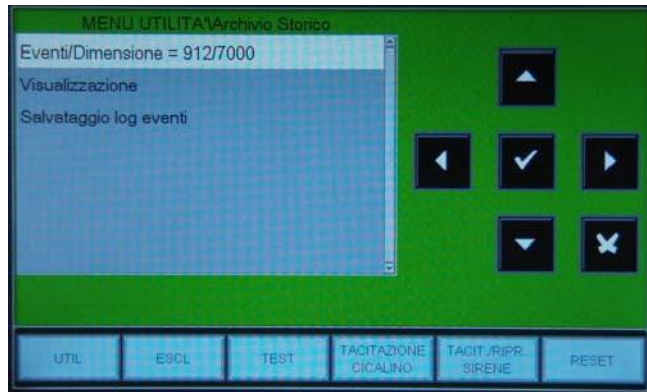 MENU UTILITA'\Archivio Storico
Eventi/Dimensione = 912/7000
Visualizzazione
Salvataggio log eventi
UTIL
ESCL
TEST
TACITAZIONE
CICALINO
TACIT./RIPR.
SIRENE
RESET